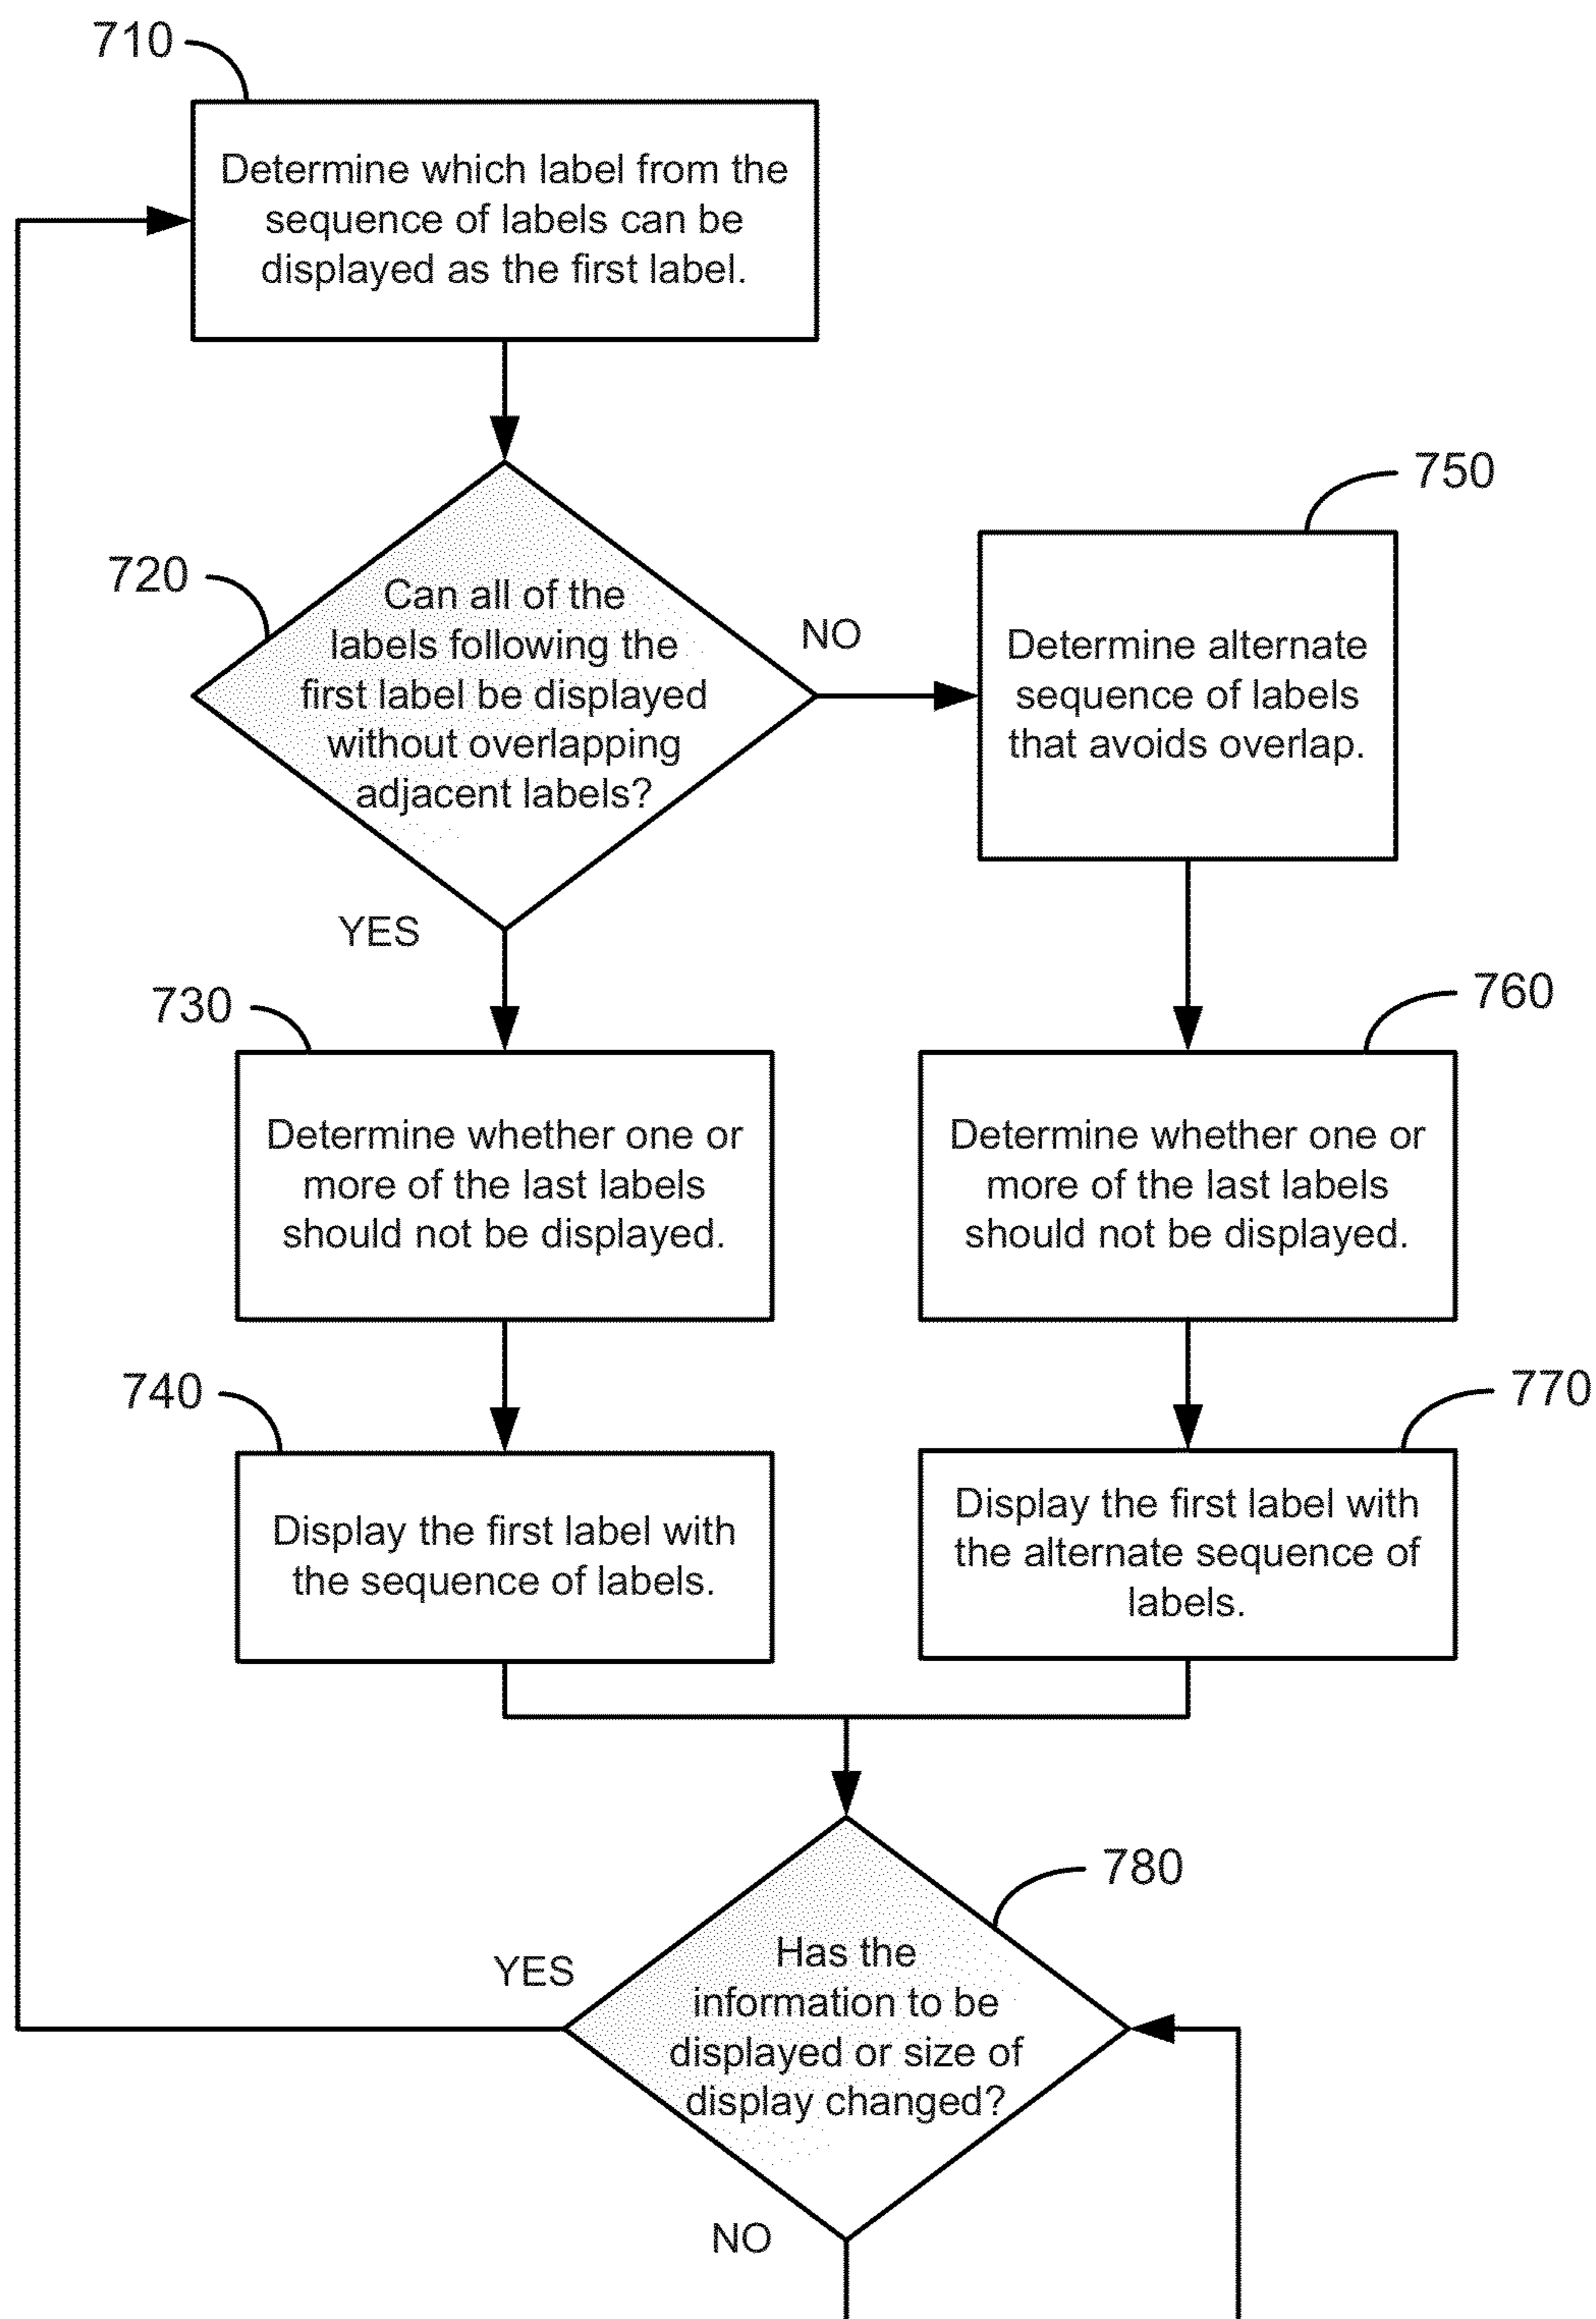 710
Determine which label from the
sequence of labels can be
displayed as the first label.
720
Can all of the
labels following the
first label be displayed
without overlapping
adjacent labels?
NO
750
Determine alternate
sequence of labels
that avoids overlap.
YES
730
Determine whether one or
more of the last labels
should not be displayed.
760
Determine whether one or
more of the last labels
should not be displayed.
740
Display the first label with
the sequence of labels.
770
Display the first label with
the alternate sequence of
labels.
780
Has the
information to be
displayed or size of
display changed?
YES
NO